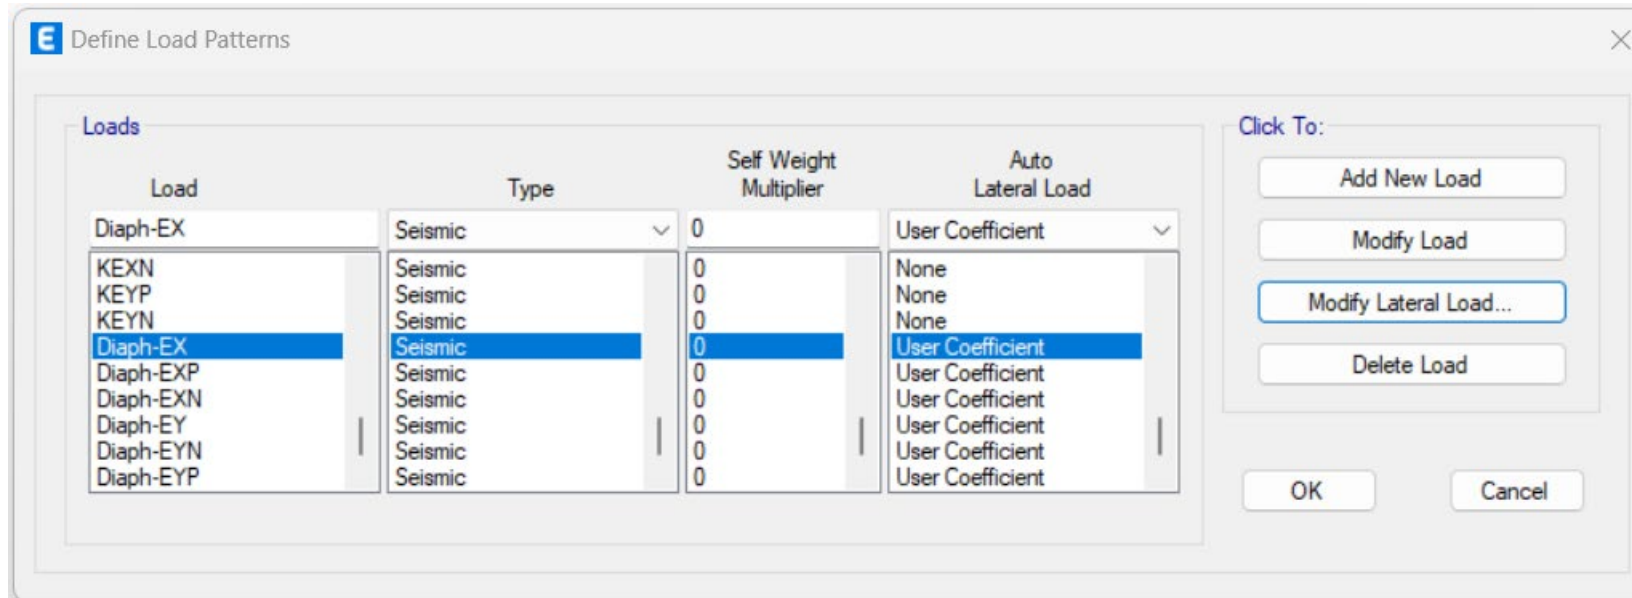 E Define Load Patterns
Loads
Click To:
Load Type Self Weight Multiplier Auto Lateral Load
Diaph-EX Seismic 0 User Coefficient
KEXN Seismic 0 None
KEYP Seismic 0 None
KEYN Seismic 0 None
Diaph-EX Seismic 0 User Coefficient
Diaph-EXP Seismic 0 User Coefficient
Diaph-EXN Seismic 0 User Coefficient
Diaph-EY Seismic 0 User Coefficient
Diaph-EYN Seismic 0 User Coefficient
Diaph-EYP Seismic 0 User Coefficient
Add New Load
Modify Load
Modify Lateral Load...
Delete Load
OK Cancel